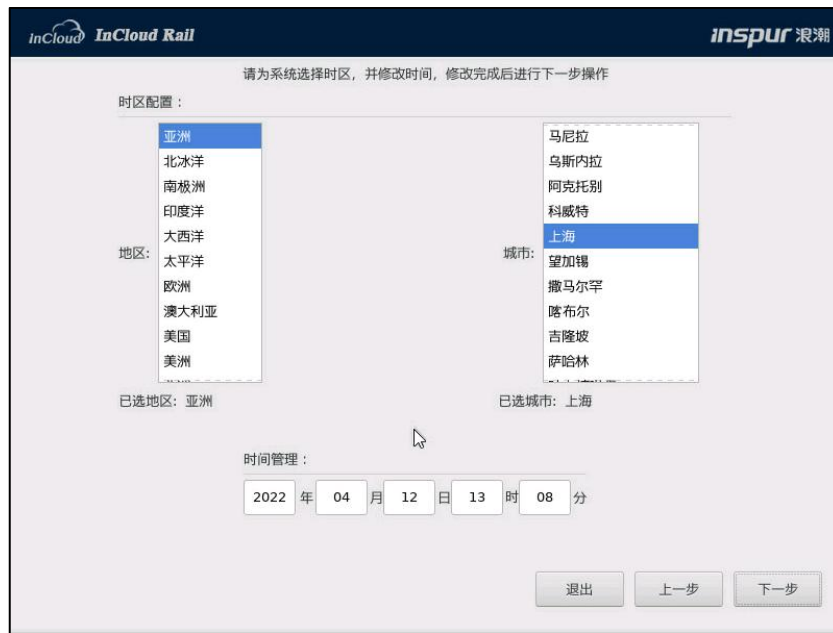 InCloud InCloud Rail inspur 浪潮
请为系统选择时区，并修改时间，修改完成后进行下一步操作
时区配置：
地区:
亚洲
北冰洋
南极洲
印度洋
大西洋
太平洋
欧洲
澳大利亚
美国
美洲
已选地区: 亚洲
城市:
马尼拉
乌斯内拉
阿克托别
科威特
上海
望加锡
撒马尔罕
喀布尔
吉隆坡
萨哈林
已选城市: 上海
时间管理：
2022 年 04 月 12 日 13 时 08 分
退出 上一步 下一步